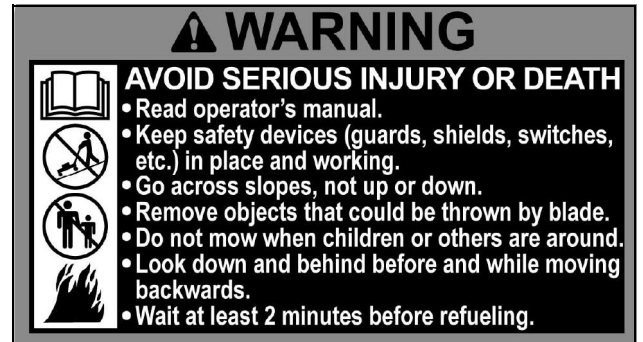 WARNING
AVOID SERIOUS INJURY OR DEATH
• Read operator's manual.
• Keep safety devices (guards, shields, switches,
etc.) in place and working.
• Go across slopes, not up or down.
• Remove objects that could be thrown by blade.
• Do not mow when children or others are around.
• Look down and behind before and while moving
backwards.
• Wait at least 2 minutes before refueling.